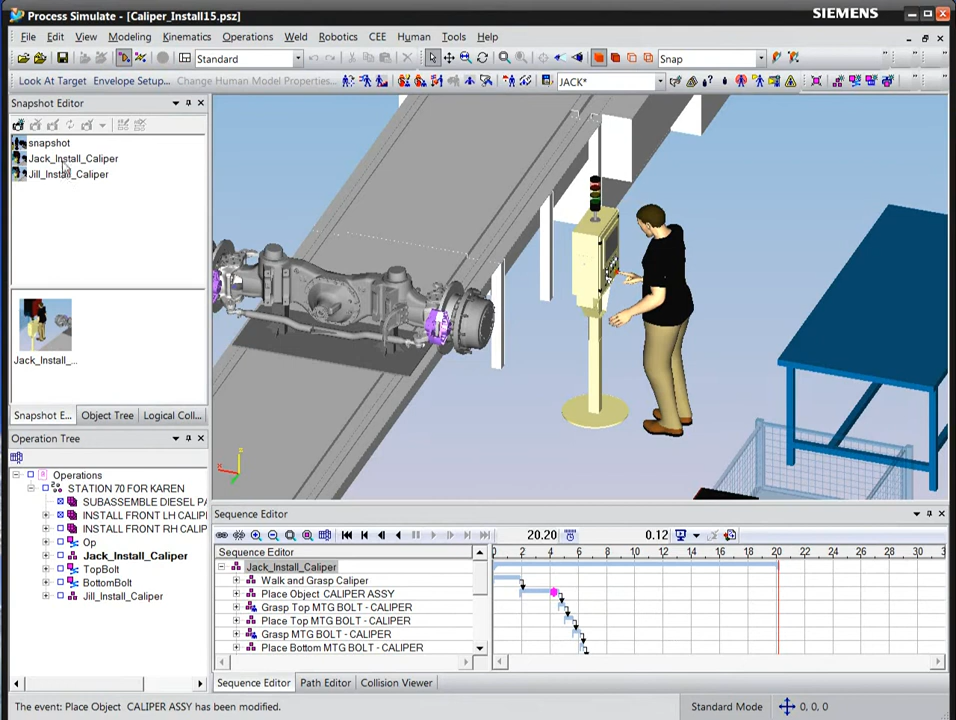 Process Simulate - [Caliper_Install15.psz]
SIEMENS
File Edit View Modeling Kinematics Operations Weld Robotics CEE Human Tools Help
Standard
Snap
Look At Target Envelope Setup... Change Human Model Properties...
JACK*
Snapshot Editor
snapshot
Jack_Install_Caliper
Jill_Install_Caliper
Jack_Install_...
Snapshot E... Object Tree Logical Coll...
Operation Tree
Operations
STATION 70 FOR KAREN
SUBASSEMBLE DIESEL PA
INSTALL FRONT LH CALIP
INSTALL FRONT RH CALIP
Op
Jack_Install_Caliper
TopBolt
BottomBolt
Jill_Install_Caliper
Sequence Editor
20.20
0.12
Sequence Editor
0 2 4 6 8 10 12 14 16 18 20 22 24 26 28 30 3
Jack_Install_Caliper
Walk and Grasp Caliper
Place Object CALIPER ASSY
Grasp Top MTG BOLT - CALIPER
Place Top MTG BOLT - CALIPER
Grasp MTG BOLT - CALIPER
Place Bottom MTG BOLT - CALIPER
Sequence Editor Path Editor Collision Viewer
The event: Place Object CALIPER ASSY has been modified.
Standard Mode
0, 0, 0